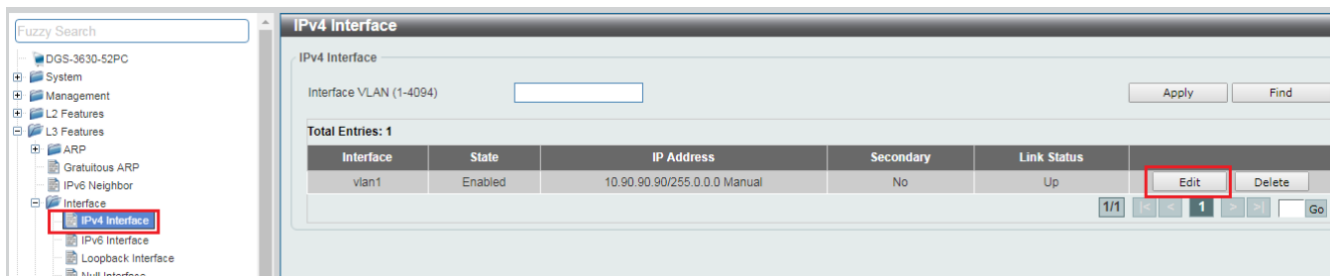 Fuzzy Search
DGS-3630-52PC
System
Management
L2 Features
L3 Features
ARP
Gratuitous ARP
IPv6 Neighbor
Interface
IPv4 Interface
IPv6 Interface
Loopback Interface
Null Interface
IPv4 Interface
IPv4 Interface
Interface VLAN (1-4094) Apply Find
Total Entries: 1
Interface State IP Address Secondary Link Status
vlan1 Enabled 10.90.90.90/255.0.0.0 Manual No Up Edit Delete
1/1 |< < 1 > >| Go